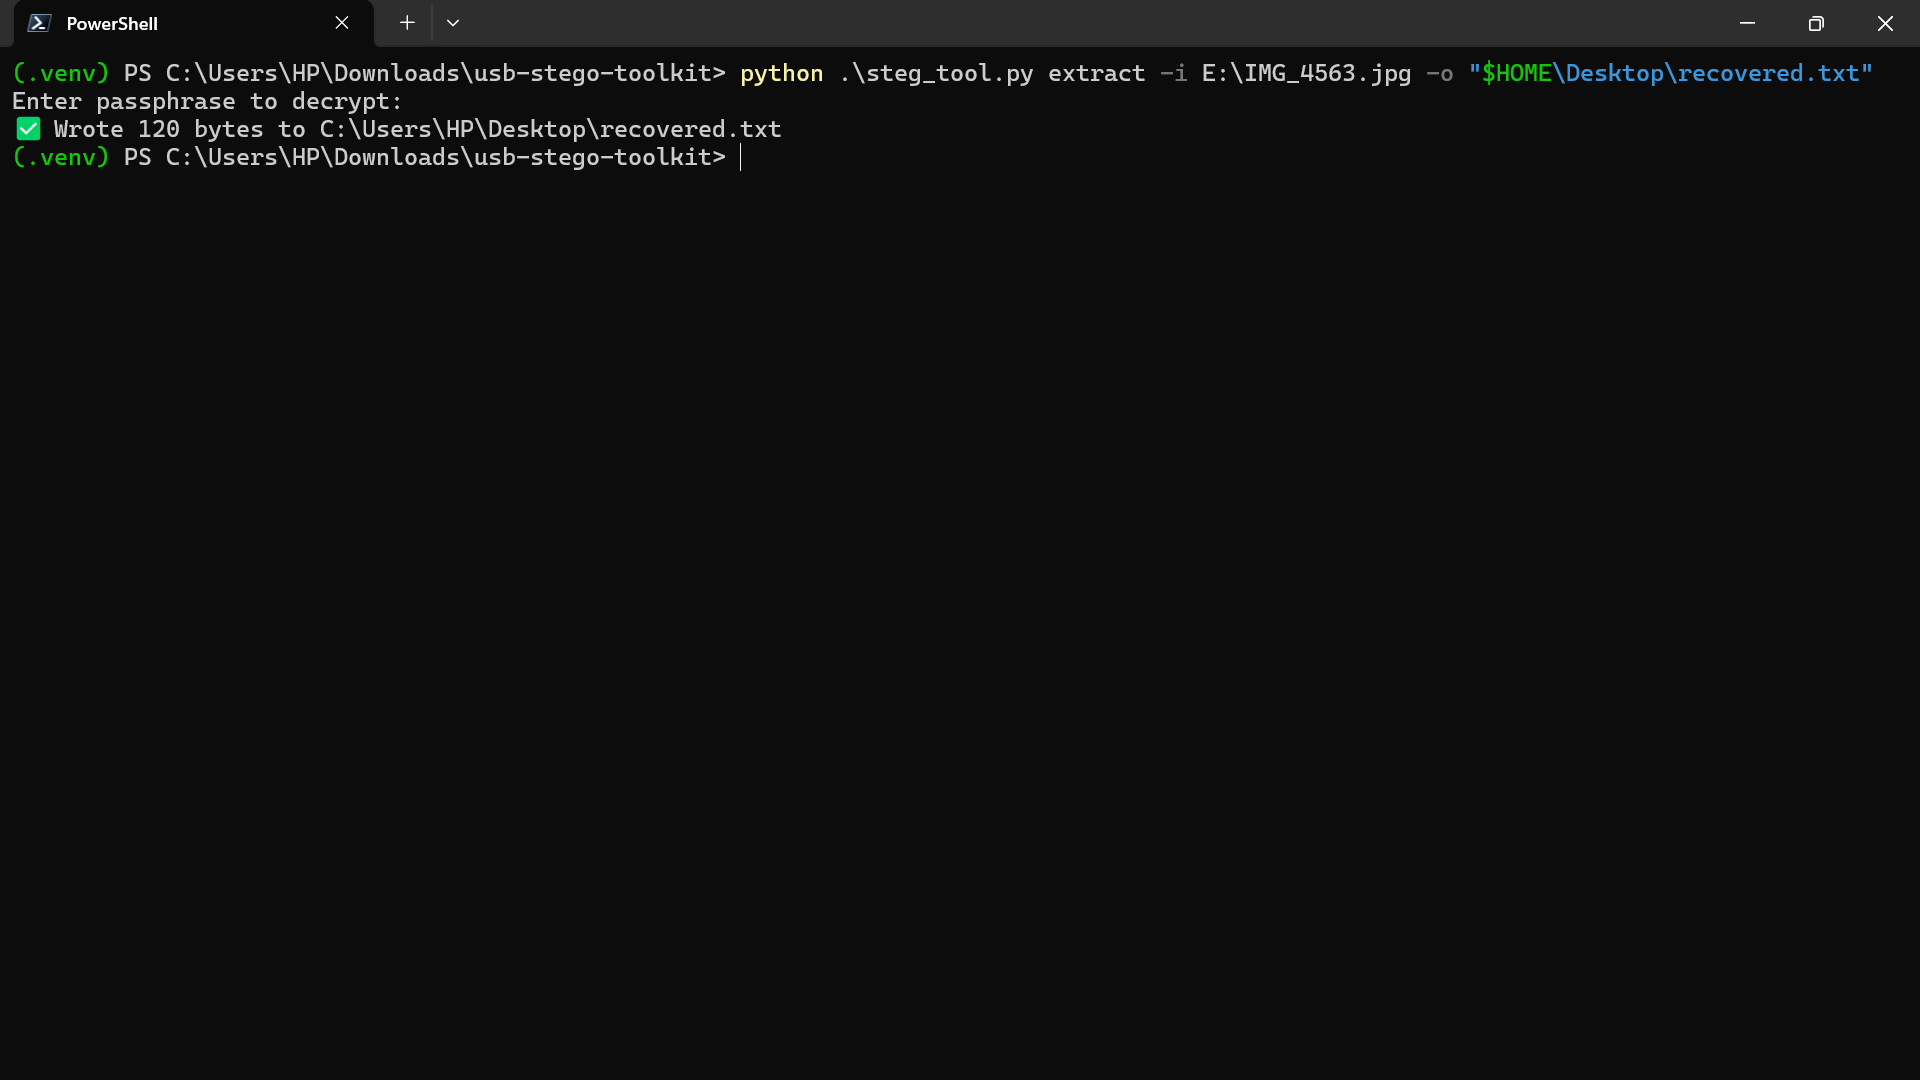 PowerShell
(.venv) PS C:\Users\HP\Downloads\usb-stego-toolkit> python .\steg_tool.py extract -i E:\IMG_4563.jpg -o "$HOME\Desktop\recovered.txt"
Enter passphrase to decrypt:
✅ Wrote 120 bytes to C:\Users\HP\Desktop\recovered.txt
(.venv) PS C:\Users\HP\Downloads\usb-stego-toolkit>